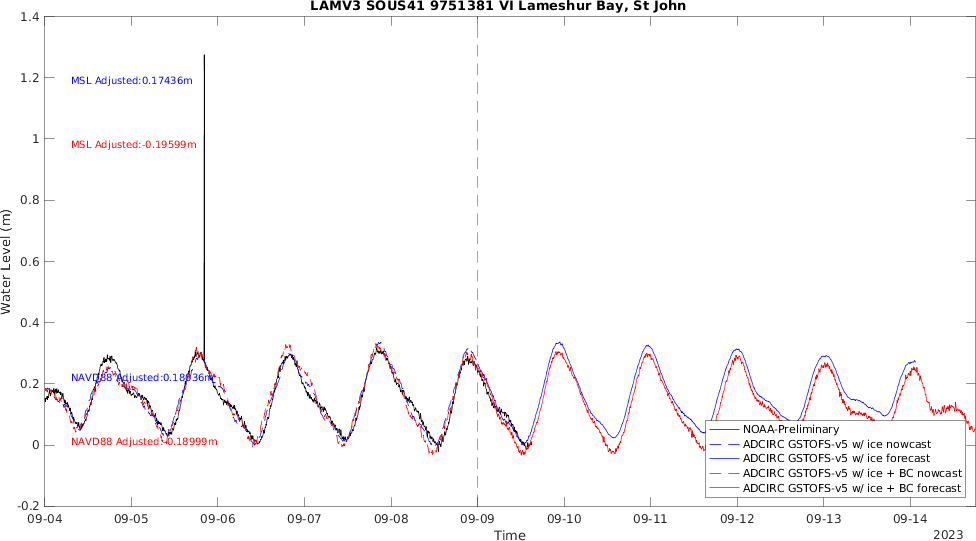 LAMV3 SOUS41 9751381 VI Lameshur Bay, St John
1.4
1.2
1
0.8
0.6
0.4
0.2
0
-0.2
Water Level (m)
MSL Adjusted:0.17436m
MSL Adjusted:-0.19599m
NAVD88 Adjusted:0.18036m
NAVD88 Adjusted:-0.18999m
NOAA-Preliminary
ADCIRC GSTOFS-v5 w/ ice nowcast
ADCIRC GSTOFS-v5 w/ ice forecast
ADCIRC GSTOFS-v5 w/ ice + BC nowcast
ADCIRC GSTOFS-v5 w/ ice + BC forecast
09-04 09-05 09-06 09-07 09-08 09-09 09-10 09-11 09-12 09-13 09-14
Time
2023